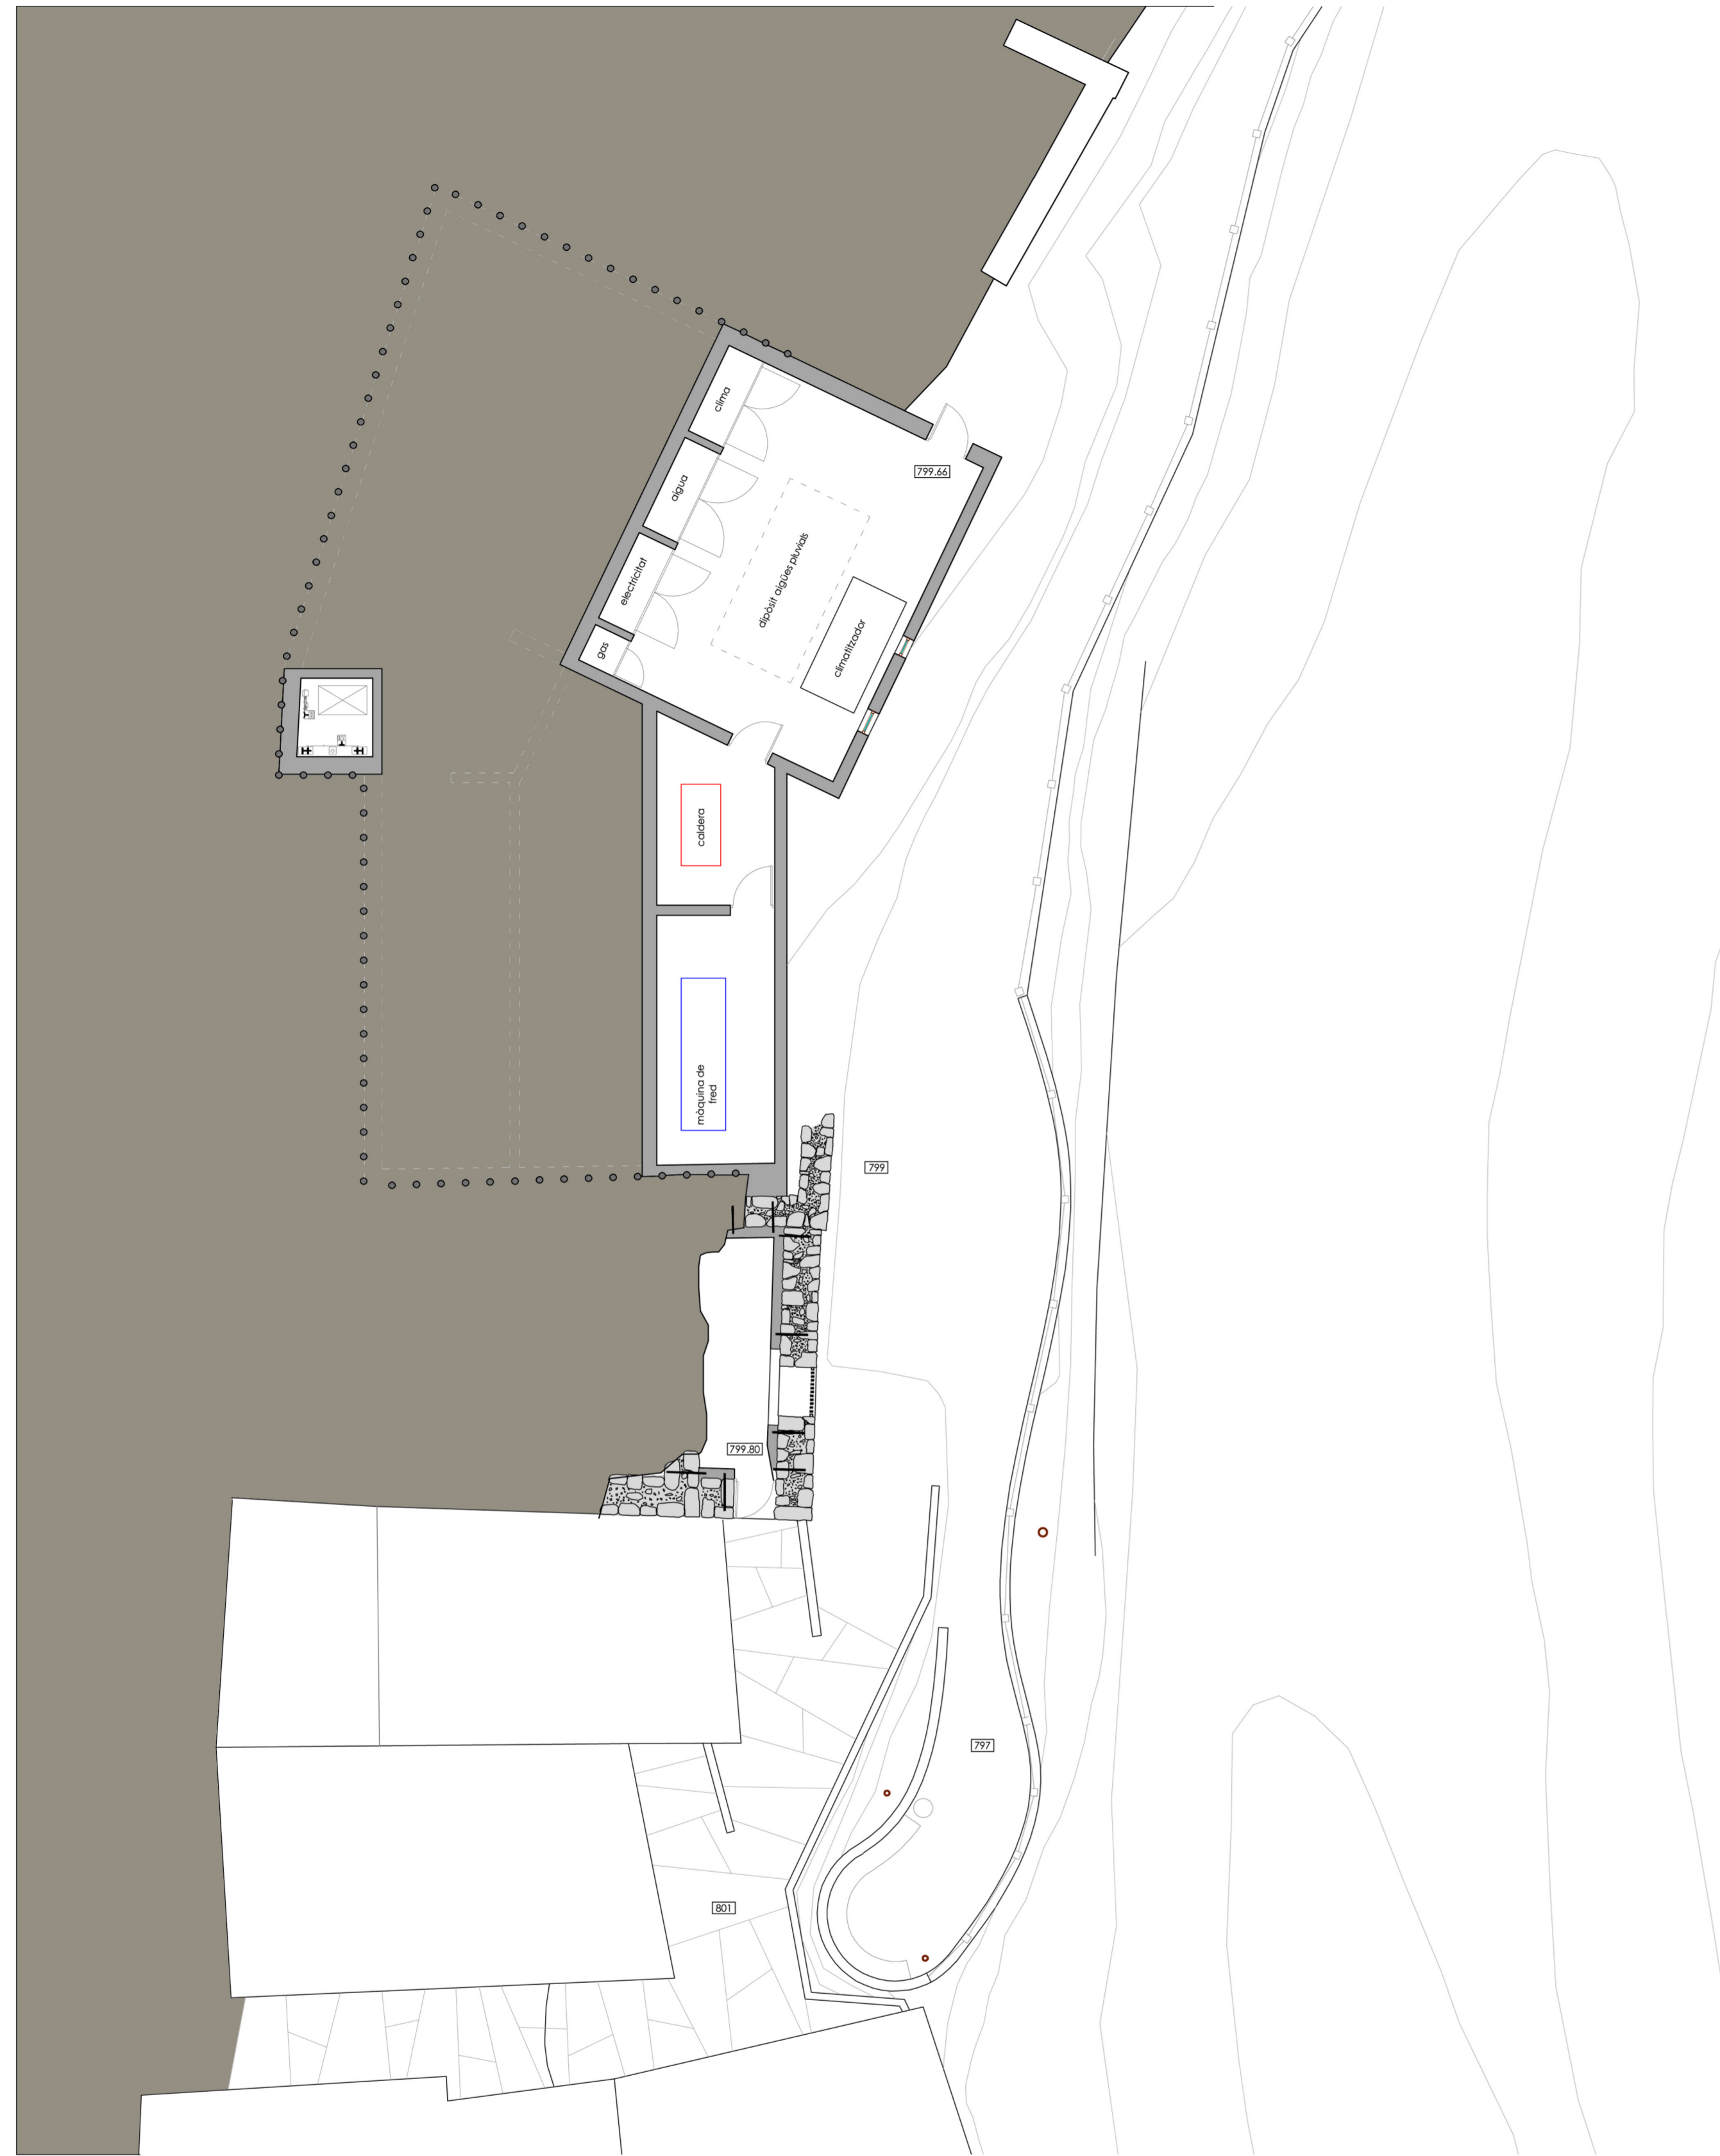 clima
aigua
electricitat
gas
799.66
dipòsit aigües pluvials
climatitzador
caldera
màquina de
fred
799
799.80
797
801